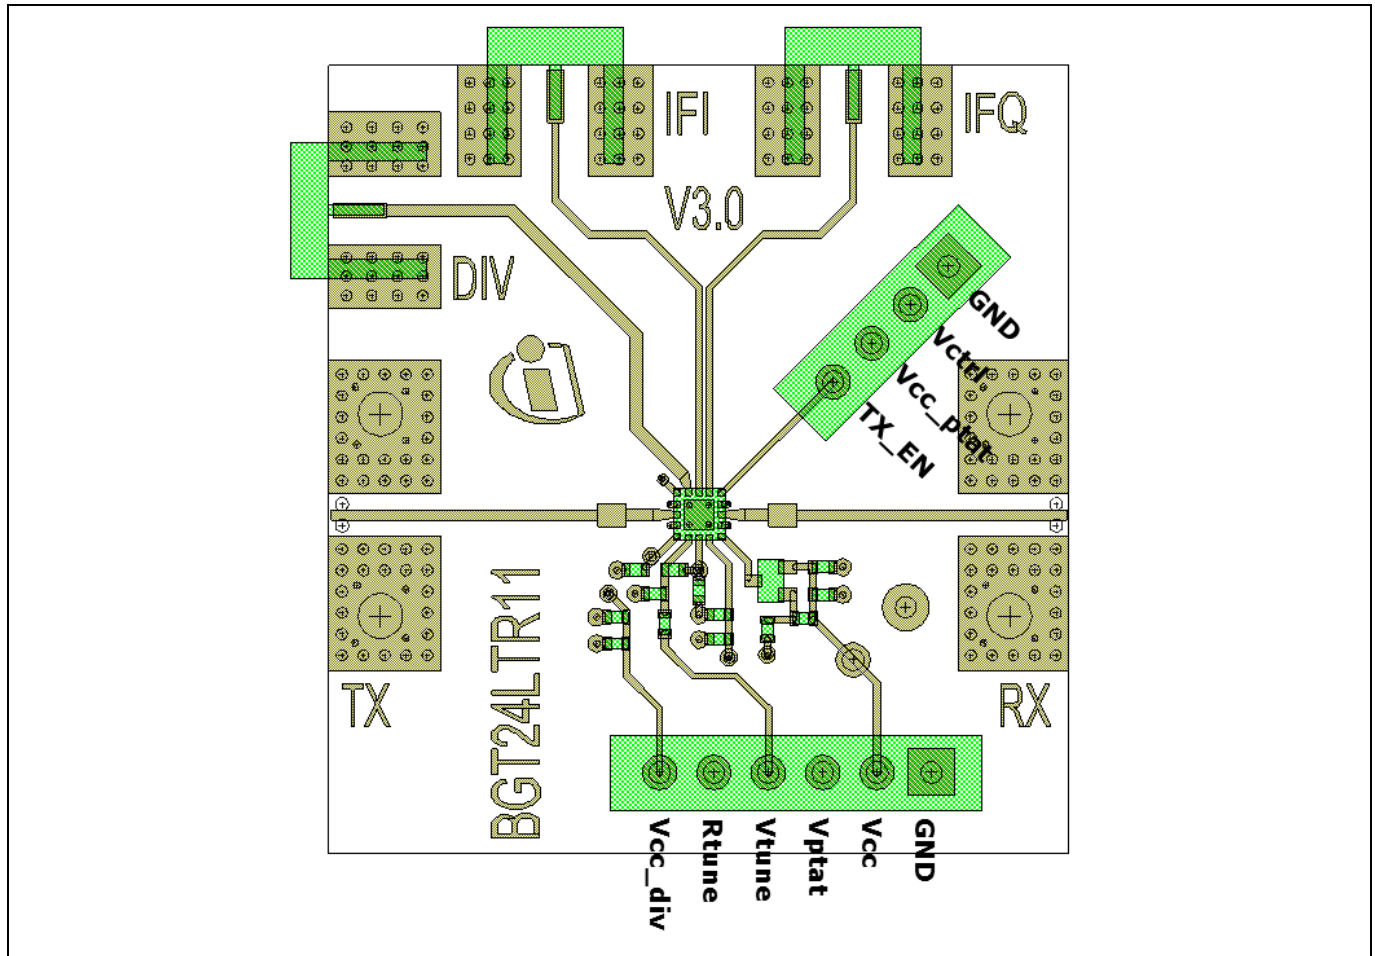 IFI
IFQ
V3.0
DIV
GND
Vctrl
Vcc_ptat
TX_EN
BGT24LTR11
TX
RX
Vcc_div
Rtune
Vtune
Vptat
Vcc
GND